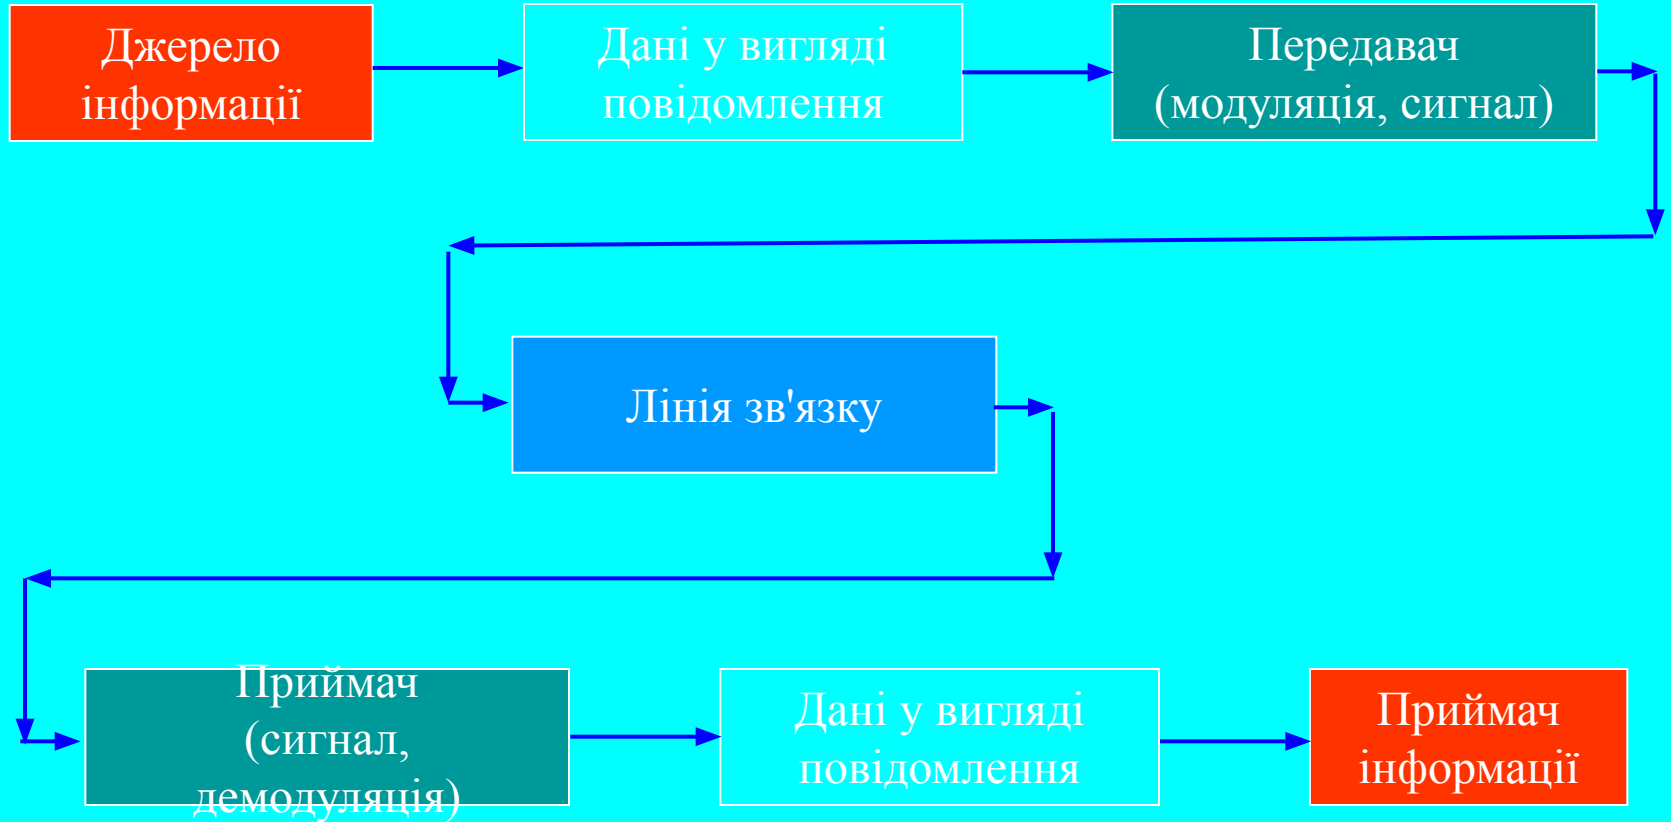 Джерело
інформації
Дані у вигляді
повідомлення
Передавач
(модуляція, сигнал)
Лінія зв'язку
Приймач
(сигнал,
демодуляція)
Дані у вигляді
повідомлення
Приймач
інформації